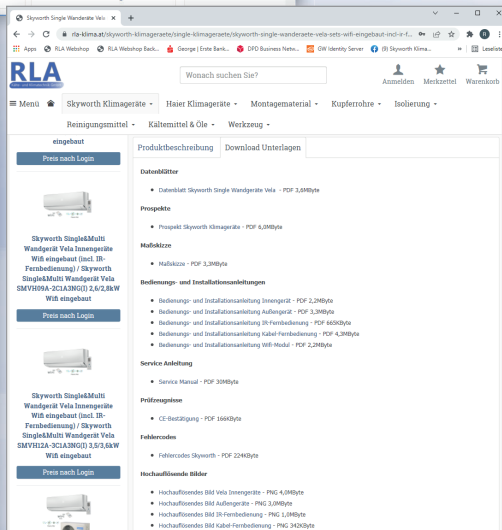 Skyworth Single Wanderäte Vela
rla-klima.at/skyworth-klimageraete/single-klimageraete/skyworth-single-wanderaete-vela-sets-wifi-eingebaut-incl-ir-f...
Apps
RLA Webshop
RLA Webshop Back...
George | Erste Bank...
DPD Business Netw...
GW Identity Server
(9) Skyworth Klima...
»
Leseliste
RLA
Wonach suchen Sie?
Anmelden
Merkzettel
Warenkorb
Menü
Skyworth Klimageräte
Haier Klimageräte
Montagematerial
Kupferrohre
Isolierung
Reinigungsmittel
Kältemittel & Öle
Werkzeug
eingebaut
Preis nach Login
Skyworth Single&Multi
Wandgerät Vela Innengeräte
Wifi eingebaut (incl. IR-
Fernbedienung) / Skyworth
Single&Multi Wandgerät Vela
SMVH09A-2C1A3NG(I) 2,6/2,8kW
Wifi eingebaut
Preis nach Login
Skyworth Single&Multi
Wandgerät Vela Innengeräte
Wifi eingebaut (incl. IR-
Fernbedienung) / Skyworth
Single&Multi Wandgerät Vela
SMVH12A-3C1A3NG(I) 3,5/3,6kW
Wifi eingebaut
Preis nach Login
Produktbeschreibung
Download Unterlagen
Datenblätter
Datenblatt Skyworth Single Wandgeräte Vela - PDF 3,6MByte
Prospekte
Prospekt Skyworth Klimageräte - PDF 6,0MByte
Maßskizze
Maßskizze - PDF 3,3MByte
Bedienungs- und Installationsanleitungen
Bedienungs- und Installationsanleitung Innengerät - PDF 2,2MByte
Bedienungs- und Installationsanleitung Außengerät - PDF 3,3MByte
Bedienungs- und Installationsanleitung IR-Fernbedienung - PDF 665KByte
Bedienungs- und Installationsanleitung Kabel-Fernbedienung - PDF 4,3MByte
Bedienungs- und Installationsanleitung Wifi-Modul - PDF 2,2MByte
Service Anleitung
Service Manual - PDF 30MByte
Prüfzeugnisse
CE-Bestätigung - PDF 166KByte
Fehlercodes
Fehlercodes Skyworth - PDF 224KByte
Hochauflösende Bilder
Hochauflösendes Bild Vela Innengeräte - PNG 4,0MByte
Hochauflösendes Bild Außengeräte - PNG 3,0MByte
Hochauflösendes Bild IR-Fernbedienung - PNG 1,0MByte
Hochauflösendes Bild Kabel-Fernbedienung - PNG 342KByte